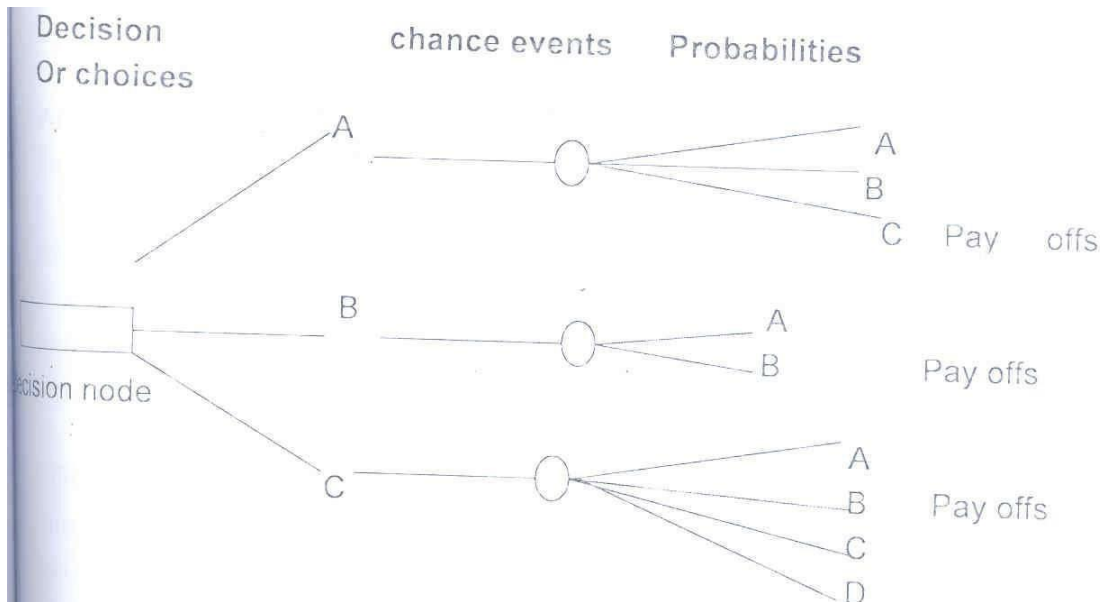 Decision
Or choices
chance events
Probabilities
A
A
B
C
Pay offs
B
A
B
Pay offs
ecision node
C
A
B
C
D
Pay offs